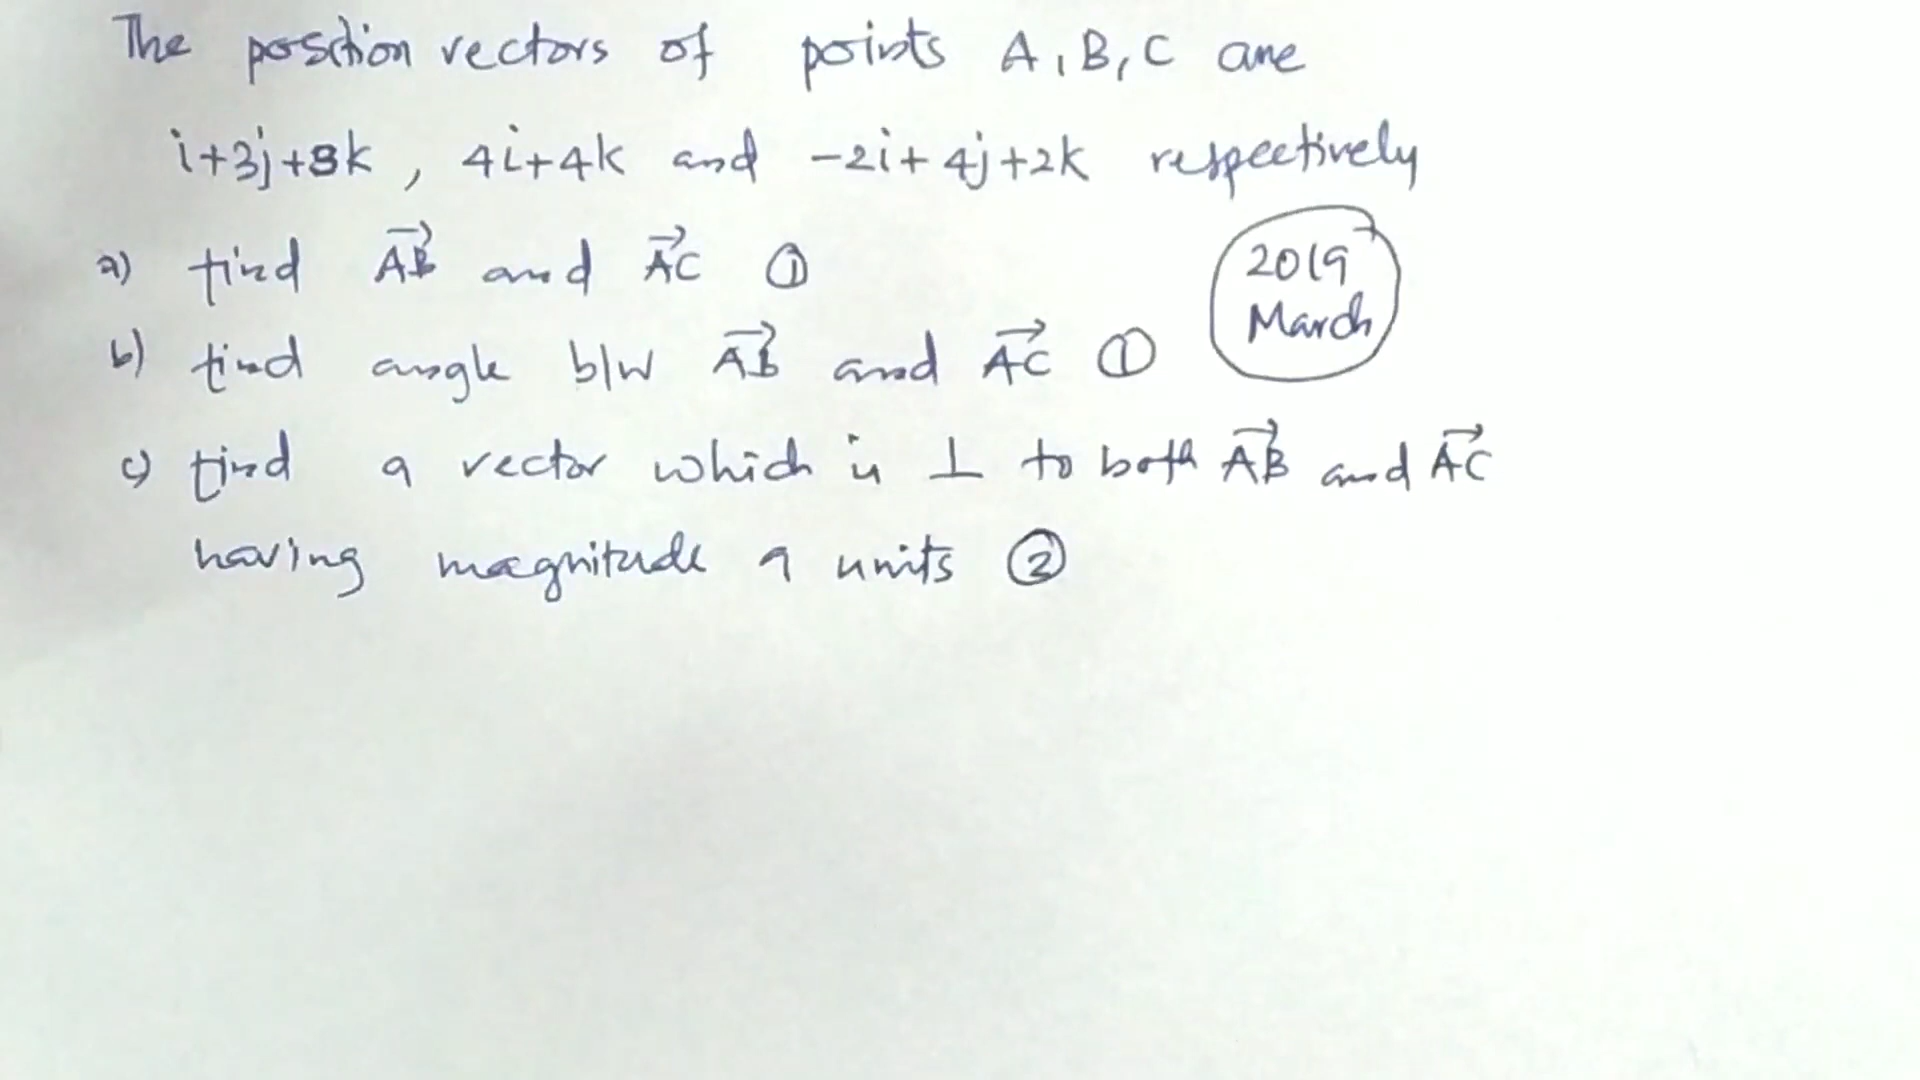 The position vectors of points A, B, C are
i+3j+8k, 4i+4k and -2i+4j+2k respectively
a) find AB and AC ①
2019
March
b) find angle b/w AB and AC ①
c) find a vector which is ⊥ to both AB and AC
having magnitude 9 units ②